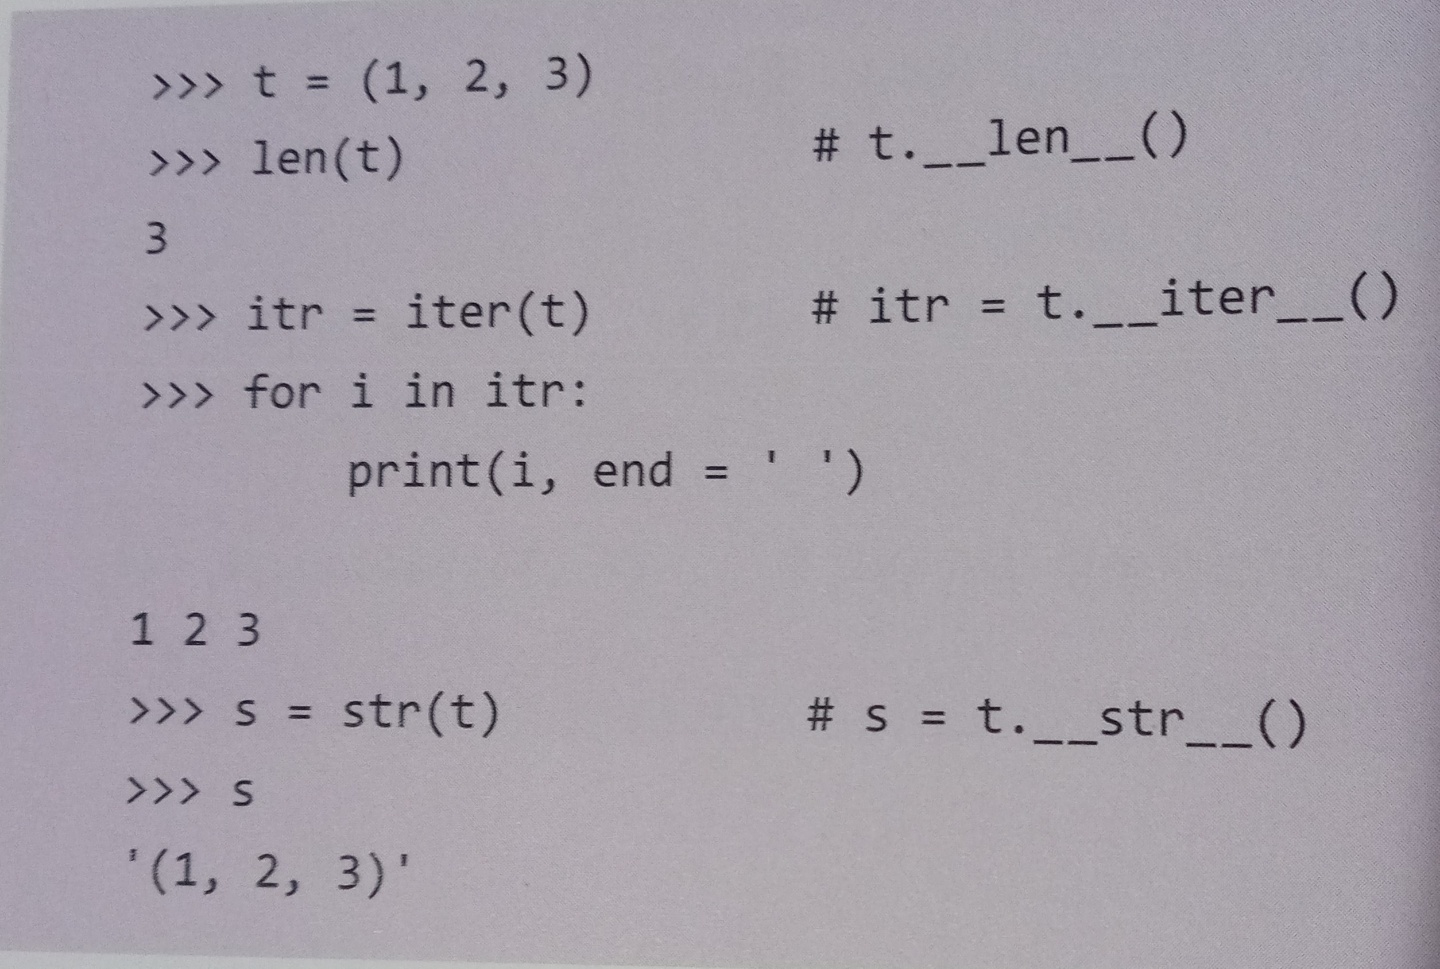 >>> t = (1, 2, 3)
>>> len(t)                # t.__len__()
3
>>> itr = iter(t)         # itr = t.__iter__()
>>> for i in itr:
        print(i, end = ' ')
1 2 3
>>> s = str(t)            # s = t.__str__()
>>> s
'(1, 2, 3)'